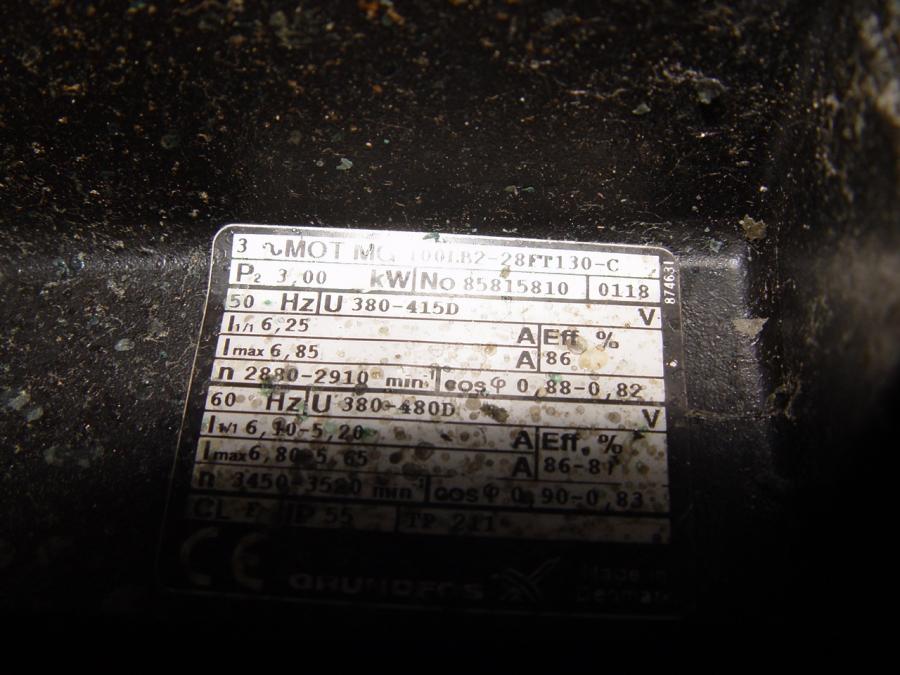 3 ∿MOT MG 100LB2-28FT130-C
P2 3,00 kW No 85815810 0118
874631
50 Hz U 380-415D V
I1/1 6,25 A Eff. %
Imax 6,85 A 86
n 2880-2910 min-1 cos φ 0,88-0,82
60 Hz U 380-480D V
I1/1 6,10-5,20 A Eff. %
Imax 6,80-5,65 A 86-87
n 3450-3520 min-1 cos φ 0,90-0,83
CL F IP 55 TP 211
CE GRUNDFOS Made in
Denmark